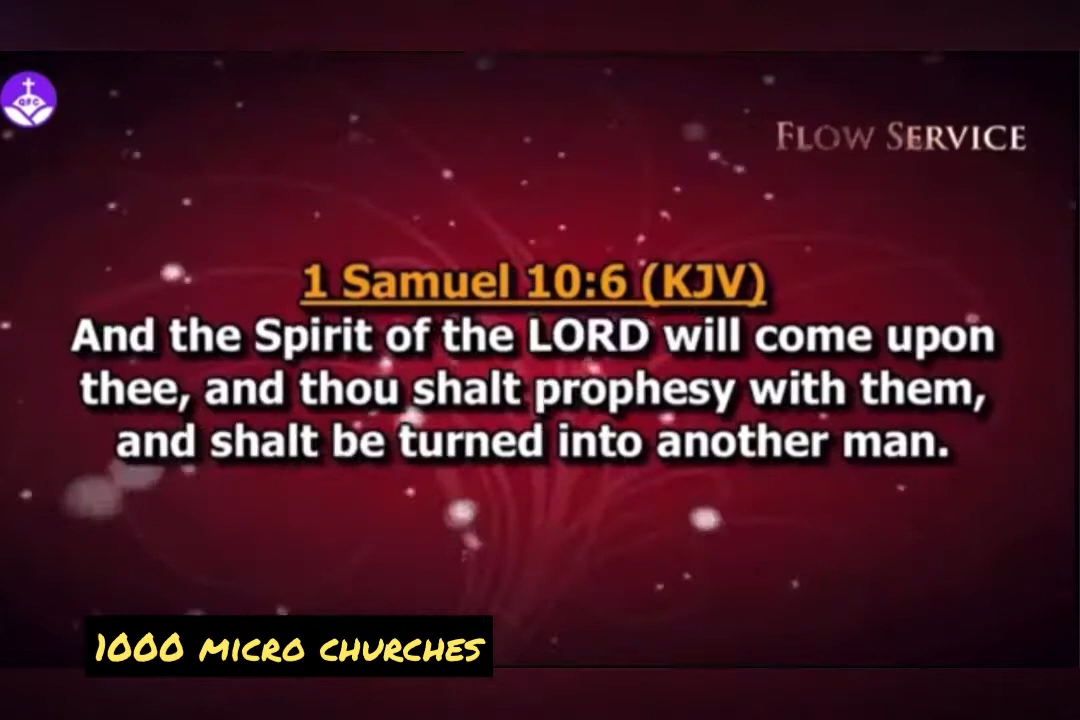 GFC
FLOW SERVICE
1 Samuel 10:6 (KJV)
And the Spirit of the LORD will come upon
thee, and thou shalt prophesy with them,
and shalt be turned into another man.
1000 MICRO CHURCHES